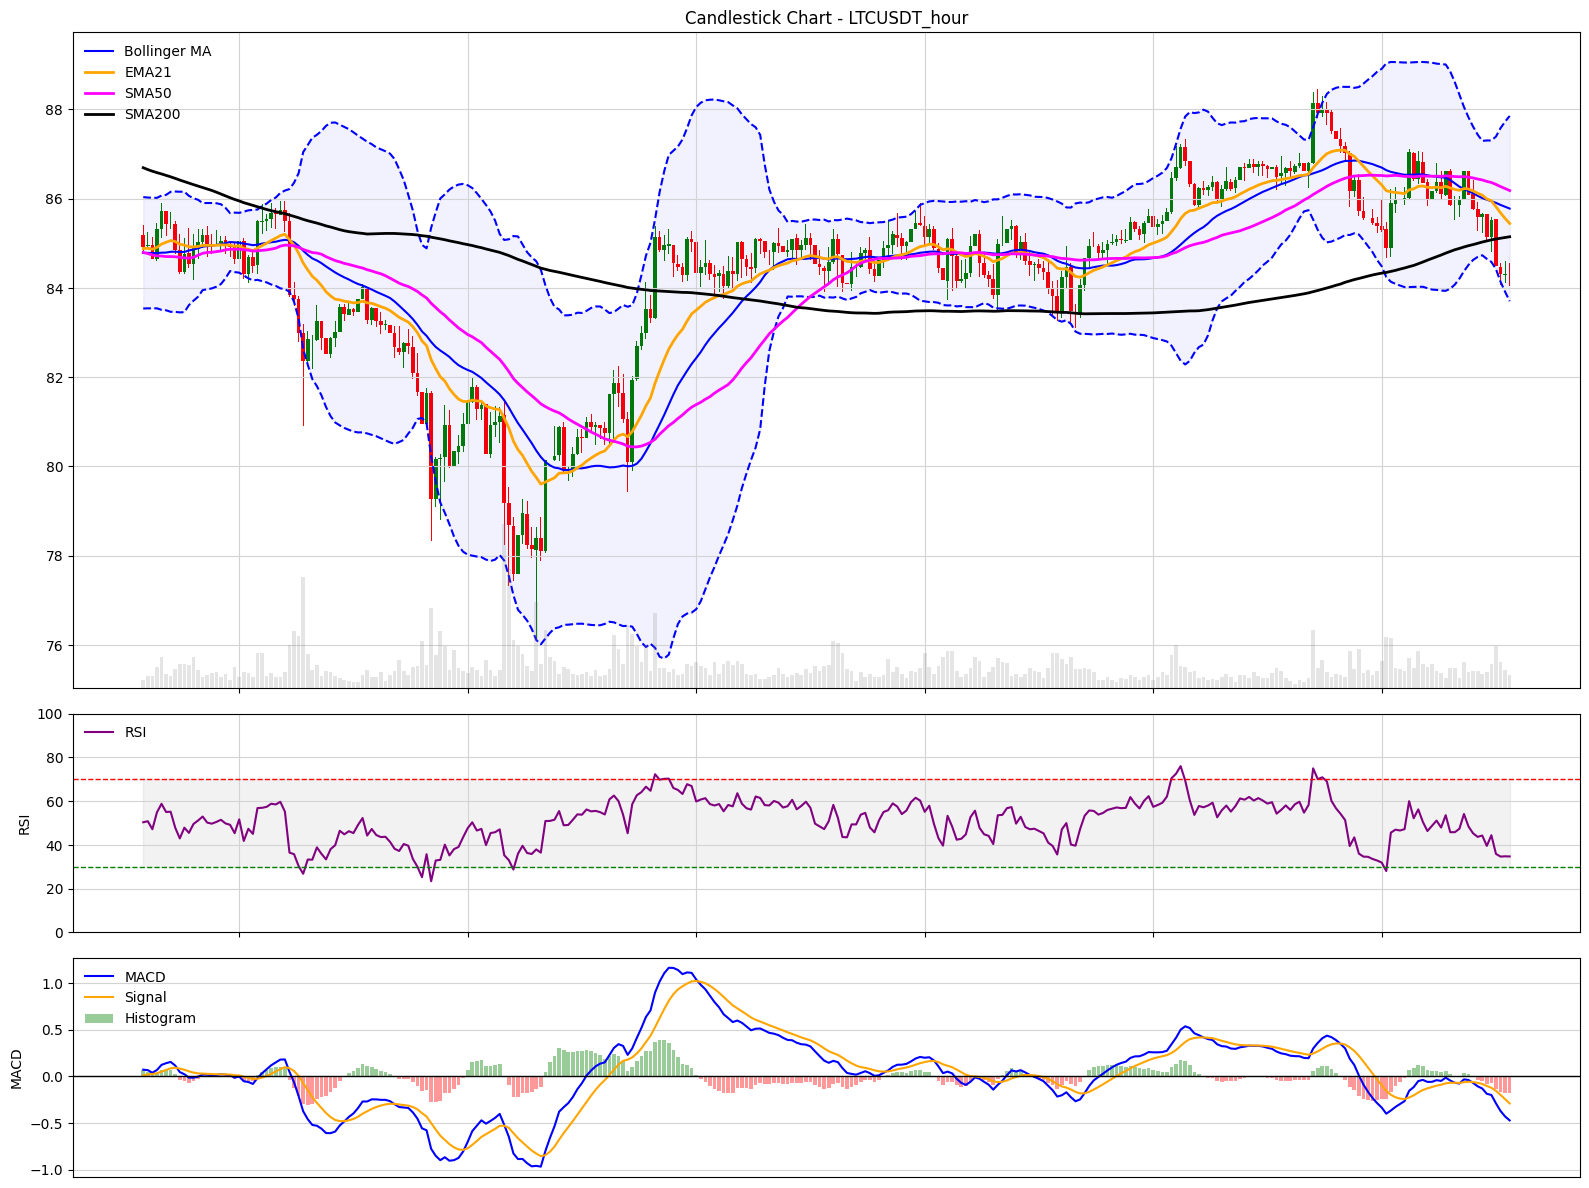 Candlestick Chart - LTCUSDT_hour
Bollinger MA
EMA21
SMA50
SMA200
88
86
84
82
80
78
76
RSI
100
80
60
40
20
0
RSI
MACD
Signal
Histogram
1.0
0.5
0.0
−0.5
−1.0
MACD